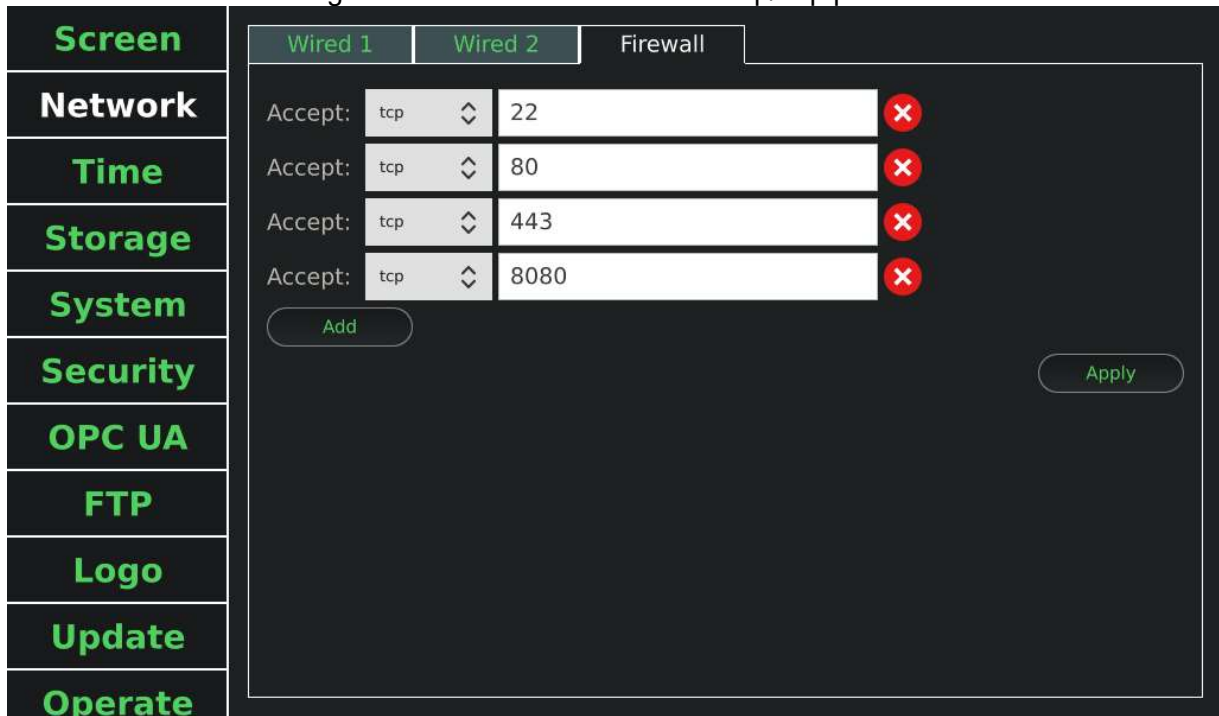 Screen
Network
Time
Storage
System
Security
OPC UA
FTP
Logo
Update
Operate
Wired 1 Wired 2 Firewall
Accept: tcp 22
Accept: tcp 80
Accept: tcp 443
Accept: tcp 8080
Add
Apply